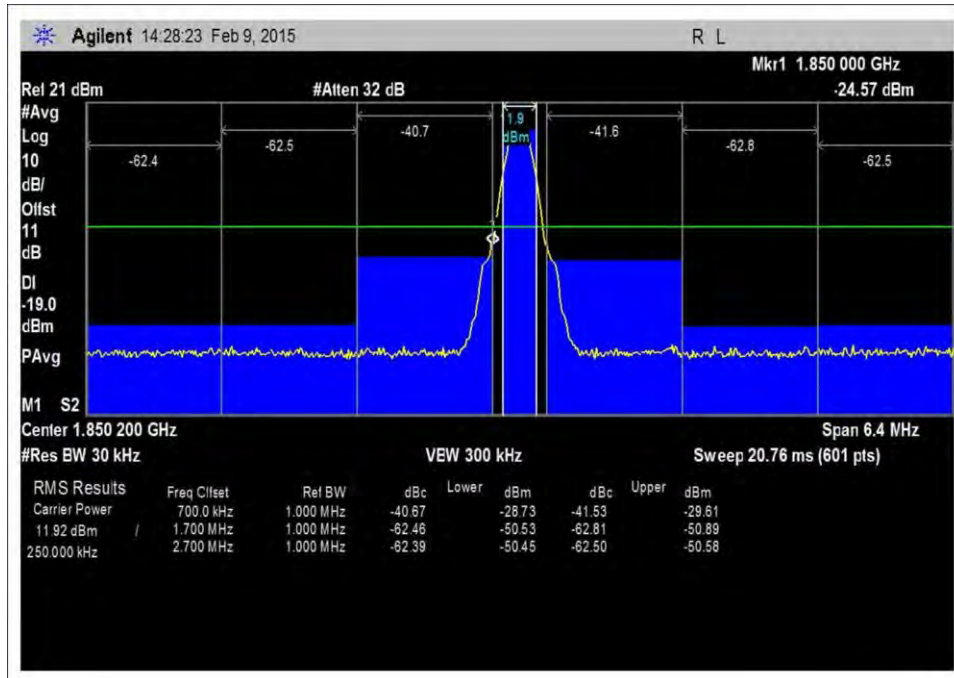 Agilent 14:28:23 Feb 9, 2015 R L
Mkr1 1.850 000 GHz
Rel 21 dBm #Atten 32 dB -24.57 dBm
#Avg
Log
10
dB/
Offst
11
dB
DI
-19.0
dBm
PAvg
M1 S2
-62.4 -62.5 -40.7 1.9 dBm -41.6 -62.8 -62.5
1
Center 1.850 200 GHz Span 6.4 MHz
#Res BW 30 kHz VEW 300 kHz Sweep 20.76 ms (601 pts)
RMS Results Freq Clfset Ref BW dBc Lower dBm dBc Upper dBm
Carrier Power 700.0 kHz 1.000 MHz -40.67 -28.73 -41.53 -29.61
11.92 dBm / 1.700 MHz 1.000 MHz -62.46 -50.53 -62.81 -50.89
250.000 kHz 2.700 MHz 1.000 MHz -62.39 -50.45 -62.50 -50.58